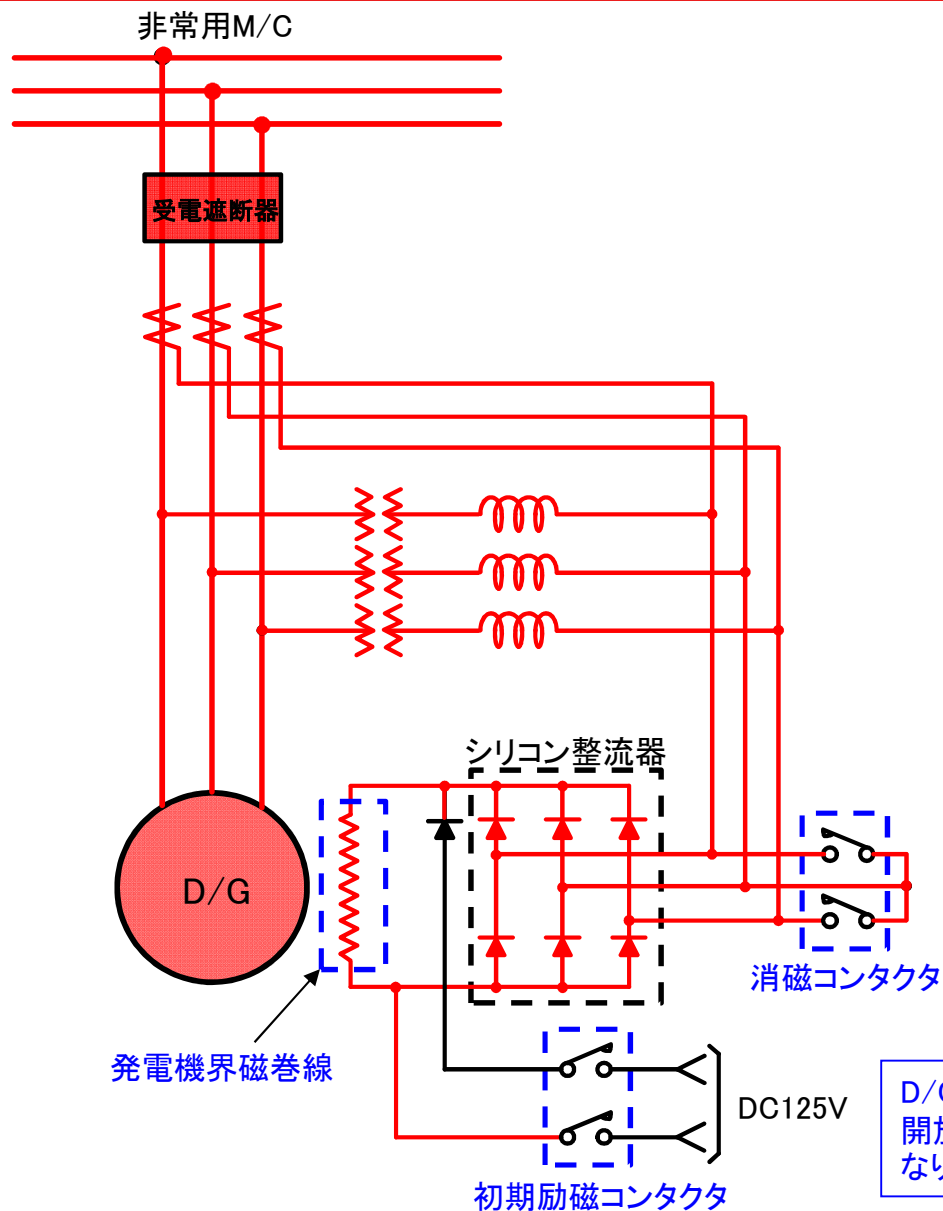 非常用M/C
受電遮断器
シリコン整流器
D/G
消磁コンタクタ
発電機界磁巻線
DC125V
D/
開放
なり
初期励磁コンタクタ